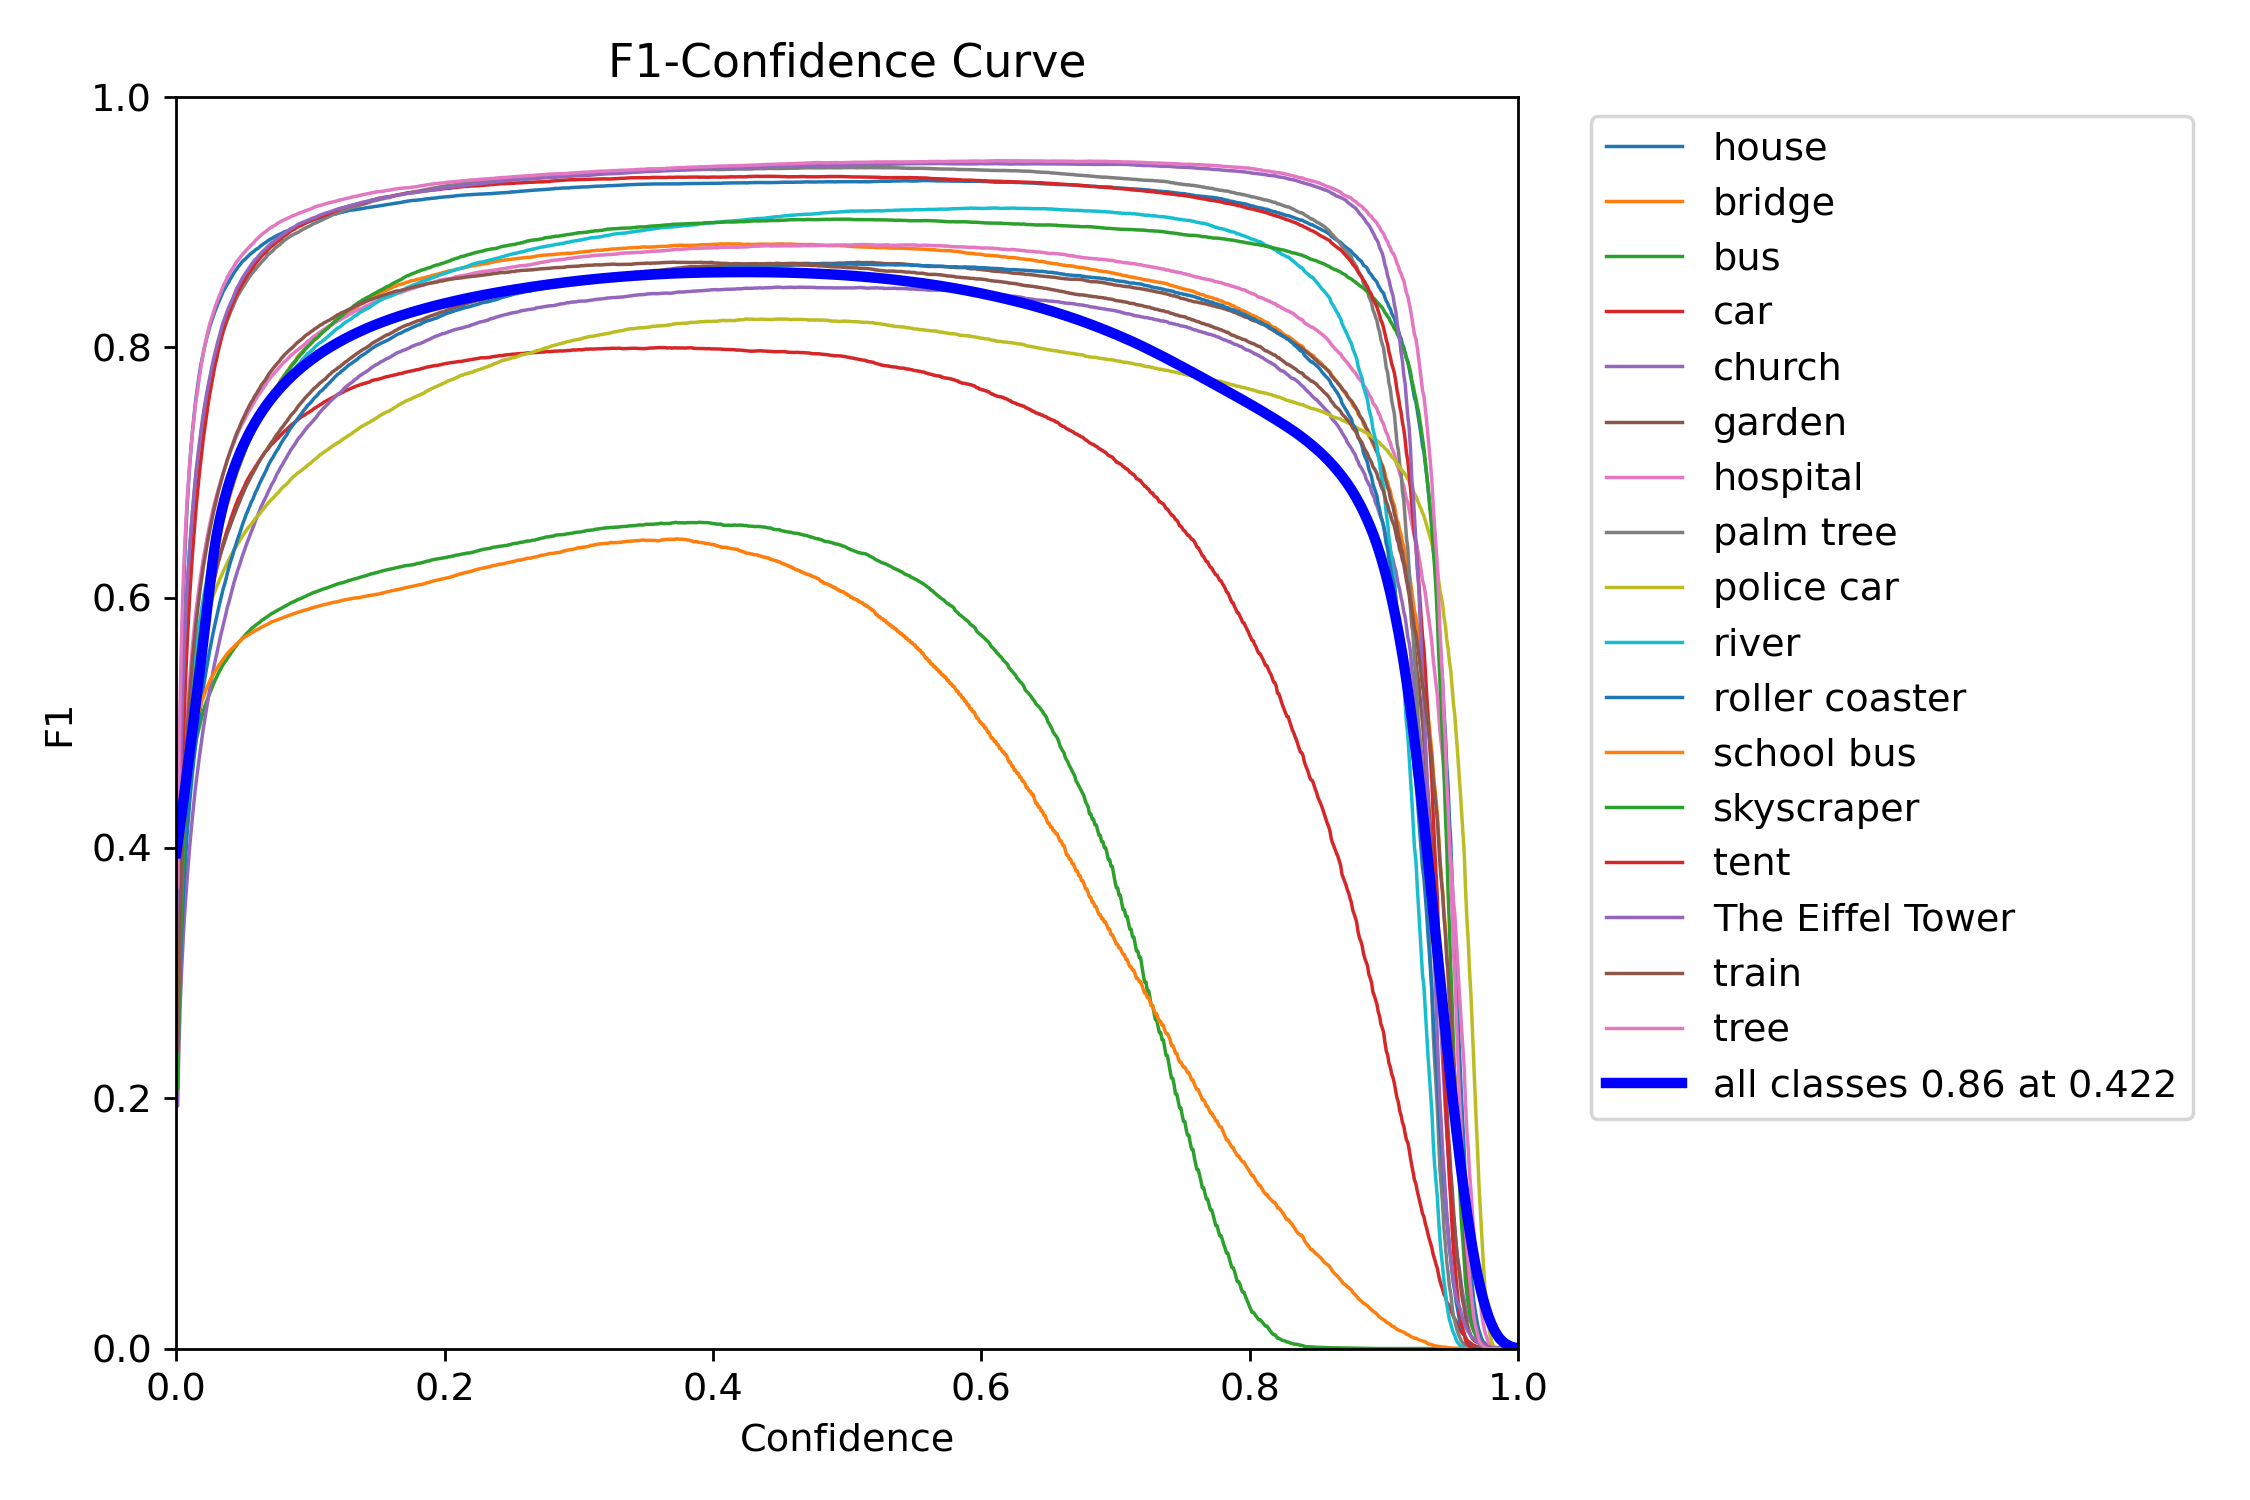 F1-Confidence Curve
1.0
0.8
0.6
0.4
0.2
0.0
F1
0.0 0.2 0.4 0.6 0.8 1.0
Confidence
house
bridge
bus
car
church
garden
hospital
palm tree
police car
river
roller coaster
school bus
skyscraper
tent
The Eiffel Tower
train
tree
all classes 0.86 at 0.422